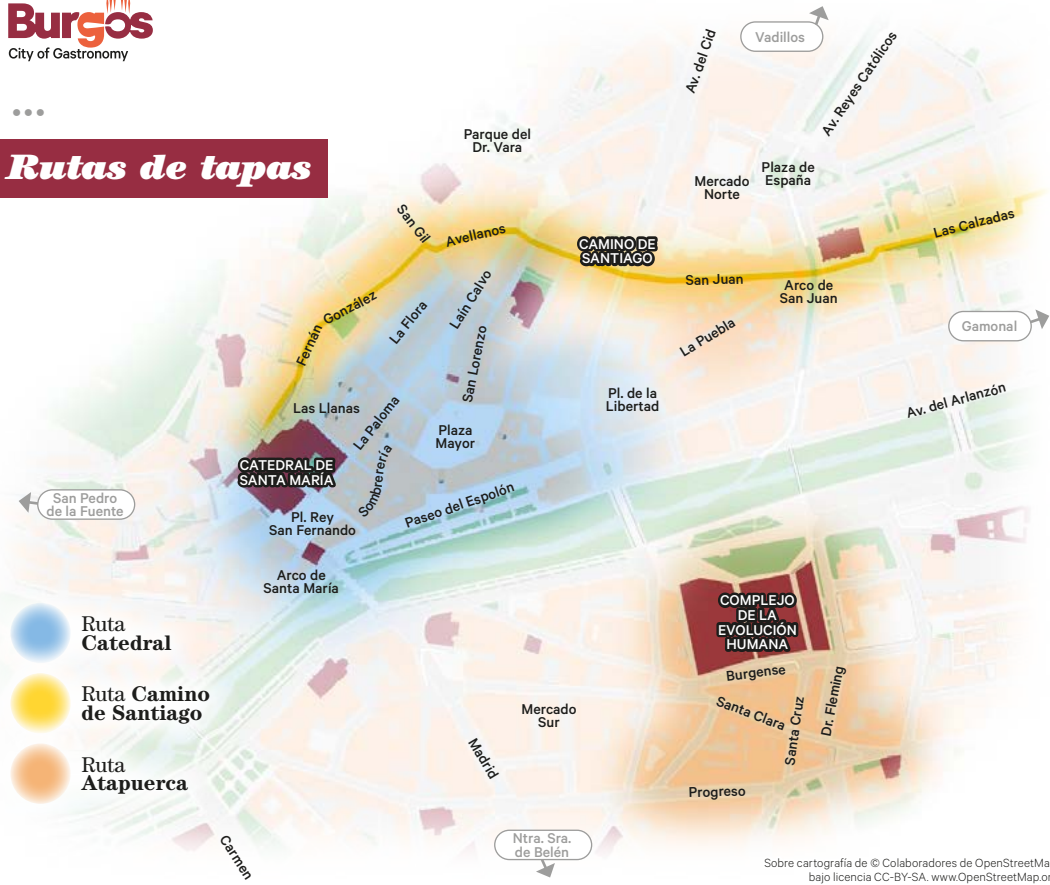 Burgos
City of Gastronomy
Rutas de tapas
Vadillos
Av. del Cid
Av. Reyes Católicos
Parque del
Dr. Vara
Plaza de
España
Mercado
Norte
San Gil
Avellanos
CAMINO DE
SANTIAGO
Las Calzadas
San Juan
Arco de
San Juan
Fernán González
La Flora
Laín Calvo
San Lorenzo
La Puebla
Gamonal
Las Llanas
La Paloma
Pl. de la
Libertad
Av. del Arlanzón
Plaza
Mayor
CATEDRAL DE
SANTA MARÍA
Sombrerería
Paseo del Espolón
San Pedro
de la Fuente
Pl. Rey
San Fernando
Arco de
Santa María
COMPLEJO
DE LA
EVOLUCIÓN
HUMANA
Ruta
Catedral
Ruta Camino
de Santiago
Ruta
Atapuerca
Burgense
Santa Clara
Santa Cruz
Dr. Fleming
Mercado
Sur
Madrid
Progreso
Carmen
Ntra. Sra.
de Belén
Sobre cartografía de © Colaboradores de OpenStreetMa
bajo licencia CC-BY-SA. www.OpenStreetMap.or